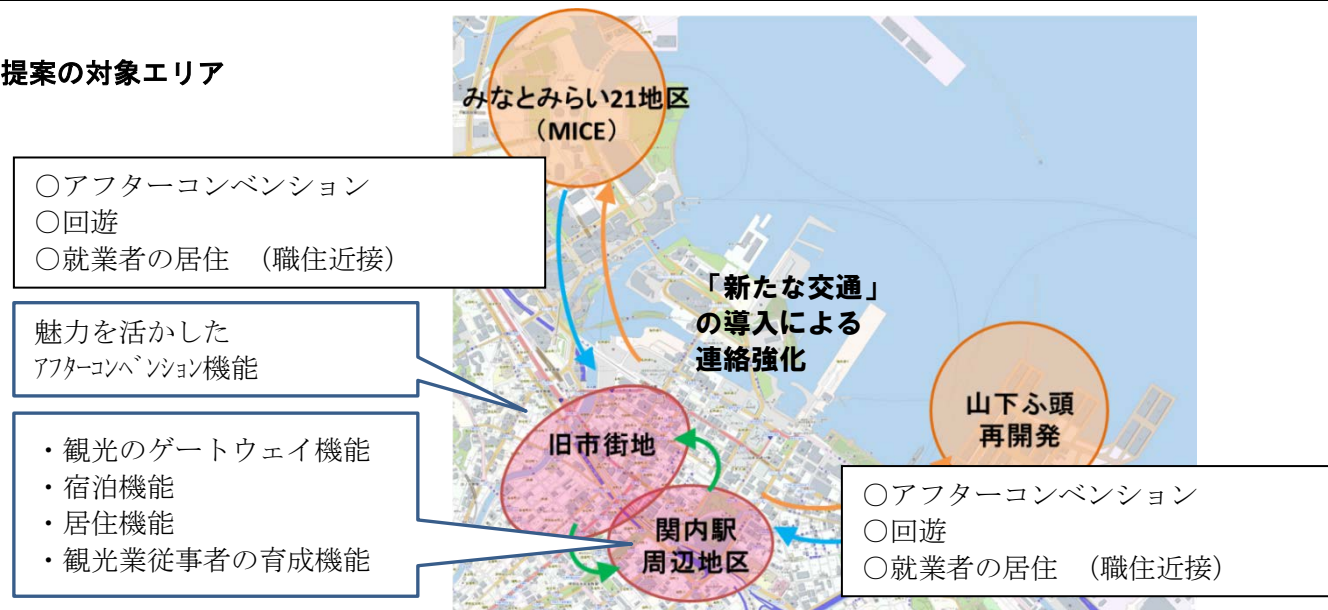 提案の対象エリア
みなとみらい21地区
（MICE）
○アフターコンベンション
○回遊
○就業者の居住　（職住近接）
魅力を活かした
ｱﾌﾀｰｺﾝﾍﾞﾝｼｮﾝ機能
・観光のゲートウェイ機能
・宿泊機能
・居住機能
・観光業従事者の育成機能
「新たな交通」
の導入による
連絡強化
旧市街地
関内駅
周辺地区
山下ふ頭
再開発
○アフターコンベンション
○回遊
○就業者の居住　（職住近接）